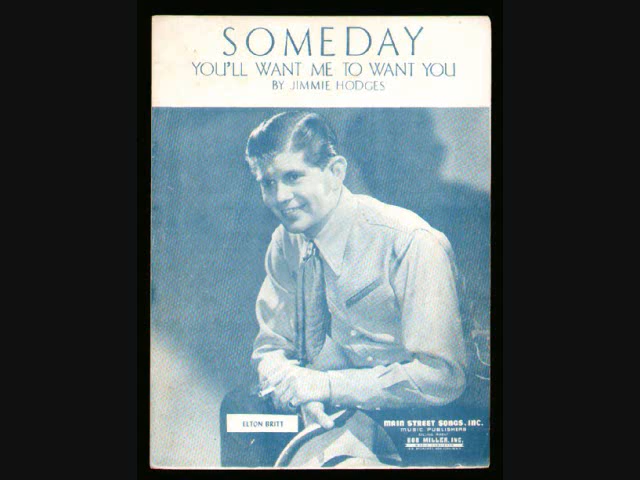 SOMEDAY
YOU'LL WANT ME TO WANT YOU
BY JIMMIE HODGES
ELTON BRITT
MAIN STREET SONGS, INC.
MUSIC PUBLISHERS
BOB MILLER, INC.